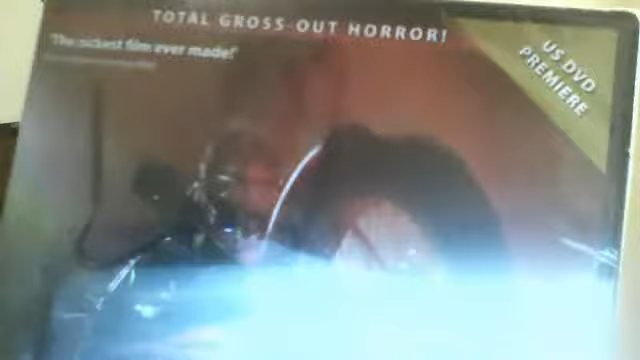 TOTAL GROSS-OUT HORROR!
'The sickest film ever made!'
US DVD
PREMIERE